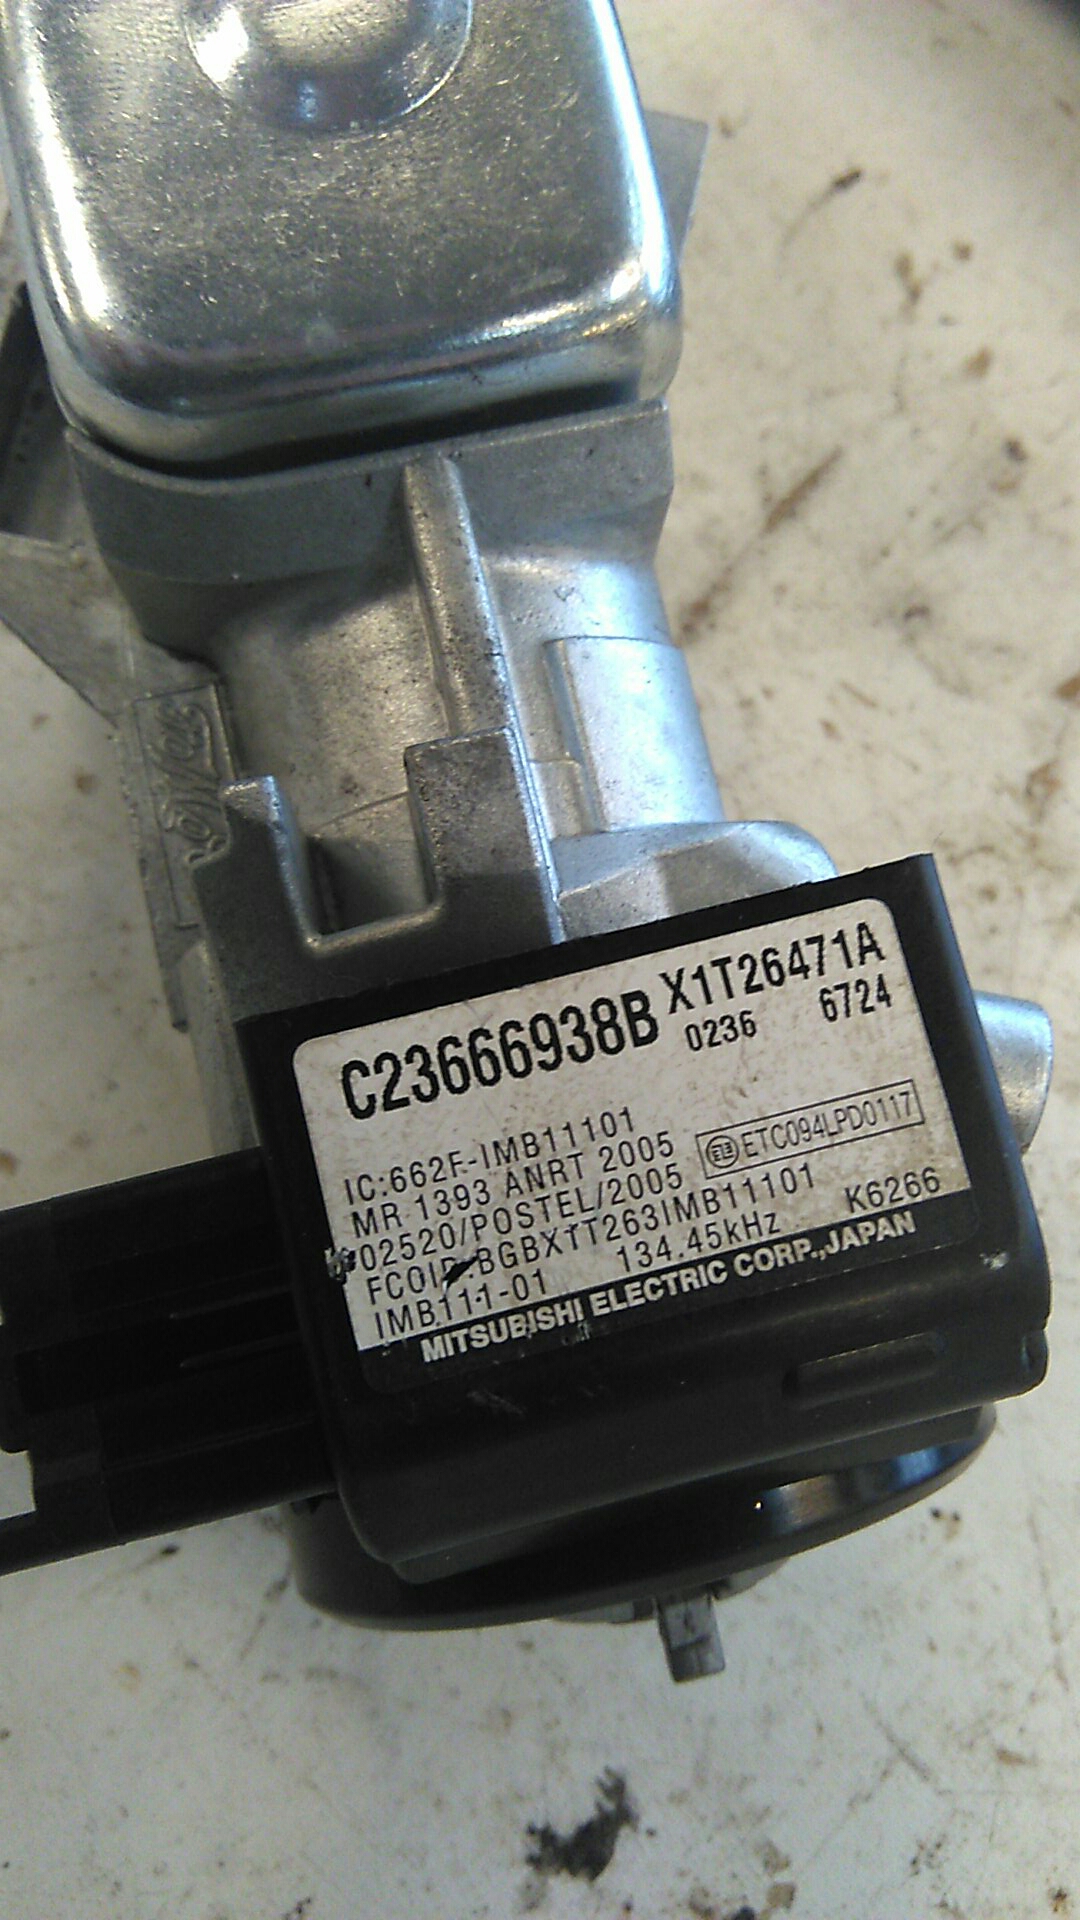 C23666938B X1T26471A
0236 6724
IC:662F-IMB11101
MR 1393 ANRT 2005
02520/POSTEL/2005 ETC094LPD0117
FCCID:BGBX1T263IMB11101
IMB111-01 134.45kHz K6266
MITSUBISHI ELECTRIC CORP.,JAPAN